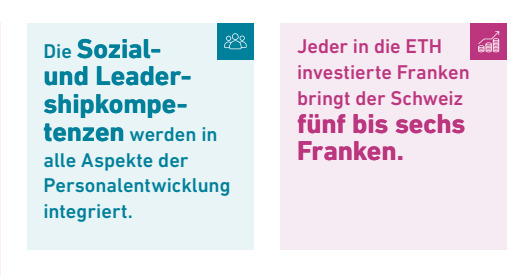 Die Sozial-
und Leader-
shipkompe-
tenzen werden in
alle Aspekte der
Personalentwicklung
integriert.
Jeder in die ETH
investierte Franken
bringt der Schweiz
fünf bis sechs
Franken.